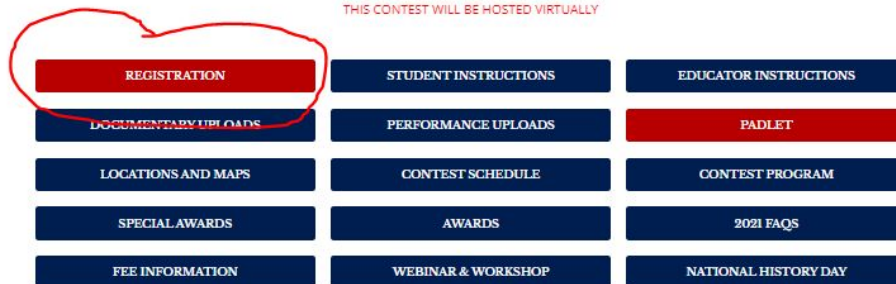 THIS CONTEST WILL BE HOSTED VIRTUALLY
REGISTRATION
STUDENT INSTRUCTIONS
EDUCATOR INSTRUCTIONS
DOCUMENTARY UPLOADS
PERFORMANCE UPLOADS
PADLET
LOCATIONS AND MAPS
CONTEST SCHEDULE
CONTEST PROGRAM
SPECIAL AWARDS
AWARDS
2021 FAQS
FEE INFORMATION
WEBINAR & WORKSHOP
NATIONAL HISTORY DAY